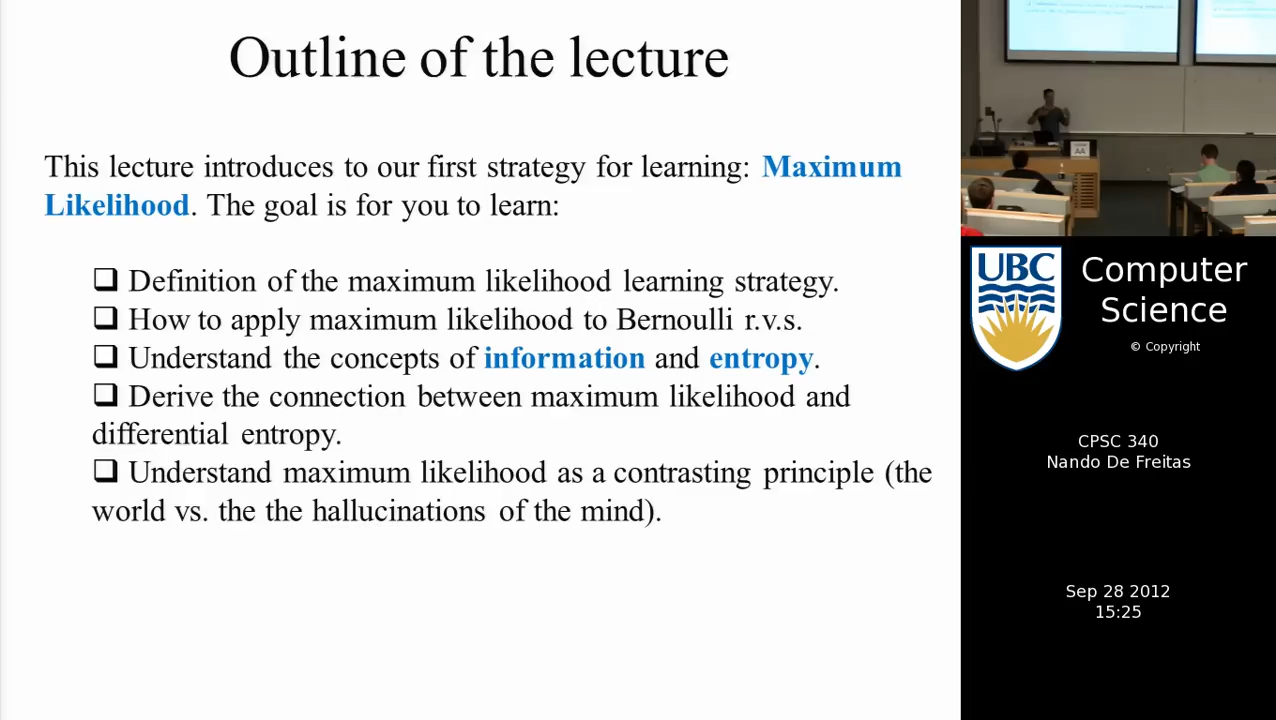 Outline of the lecture
This lecture introduces to our first strategy for learning: Maximum
Likelihood. The goal is for you to learn:
❑ Definition of the maximum likelihood learning strategy.
❑ How to apply maximum likelihood to Bernoulli r.v.s.
❑ Understand the concepts of information and entropy.
❑ Derive the connection between maximum likelihood and
differential entropy.
❑ Understand maximum likelihood as a contrasting principle (the
world vs. the the hallucinations of the mind).
UBC
Computer
Science
© Copyright
CPSC 340
Nando De Freitas
Sep 28 2012
15:25